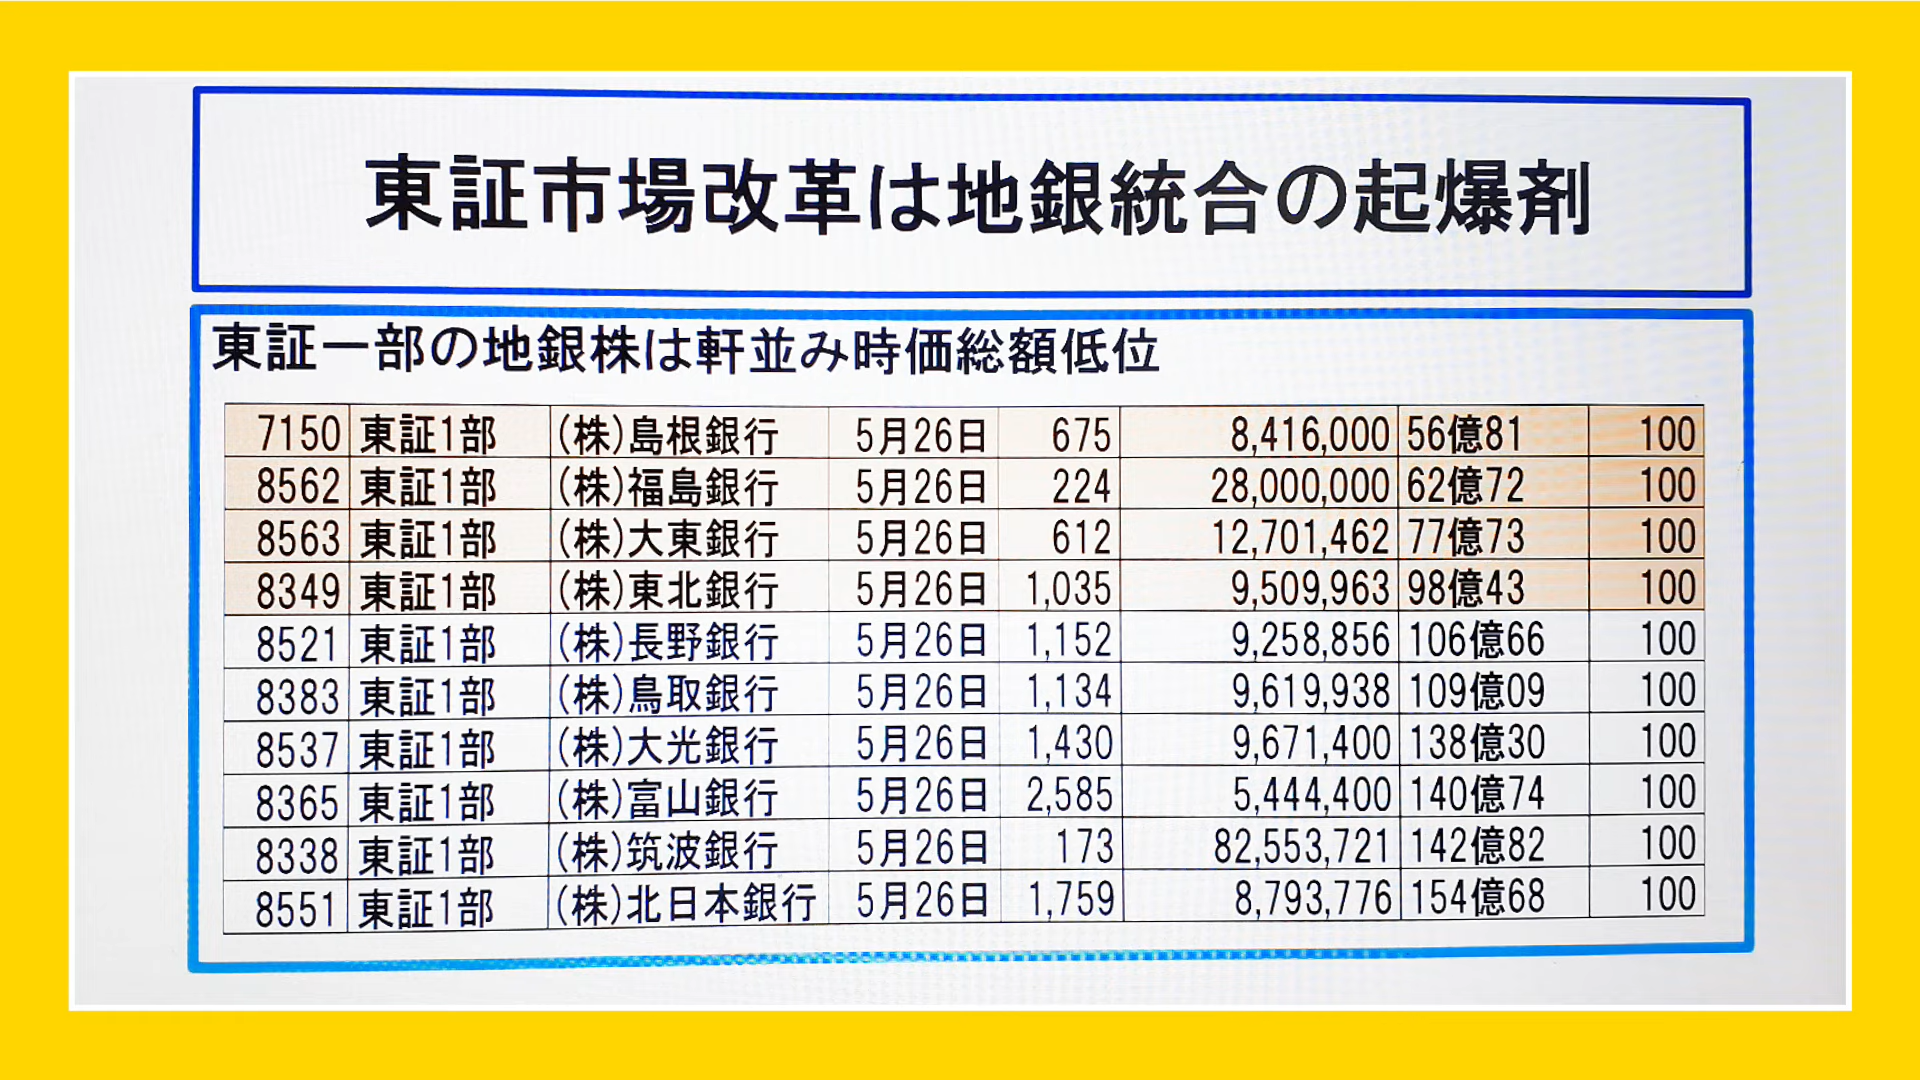 東証市場改革は地銀統合の起爆剤
東証一部の地銀株は軒並み時価総額低位
7150 東証1部 (株)島根銀行 5月26日 675 8,416,000 56億81 100
8562 東証1部 (株)福島銀行 5月26日 224 28,000,000 62億72 100
8563 東証1部 (株)大東銀行 5月26日 612 12,701,462 77億73 100
8349 東証1部 (株)東北銀行 5月26日 1,035 9,509,963 98億43 100
8521 東証1部 (株)長野銀行 5月26日 1,152 9,258,856 106億66 100
8383 東証1部 (株)鳥取銀行 5月26日 1,134 9,619,938 109億09 100
8537 東証1部 (株)大光銀行 5月26日 1,430 9,671,400 138億30 100
8365 東証1部 (株)富山銀行 5月26日 2,585 5,444,400 140億74 100
8338 東証1部 (株)筑波銀行 5月26日 173 82,553,721 142億82 100
8551 東証1部 (株)北日本銀行 5月26日 1,759 8,793,776 154億68 100